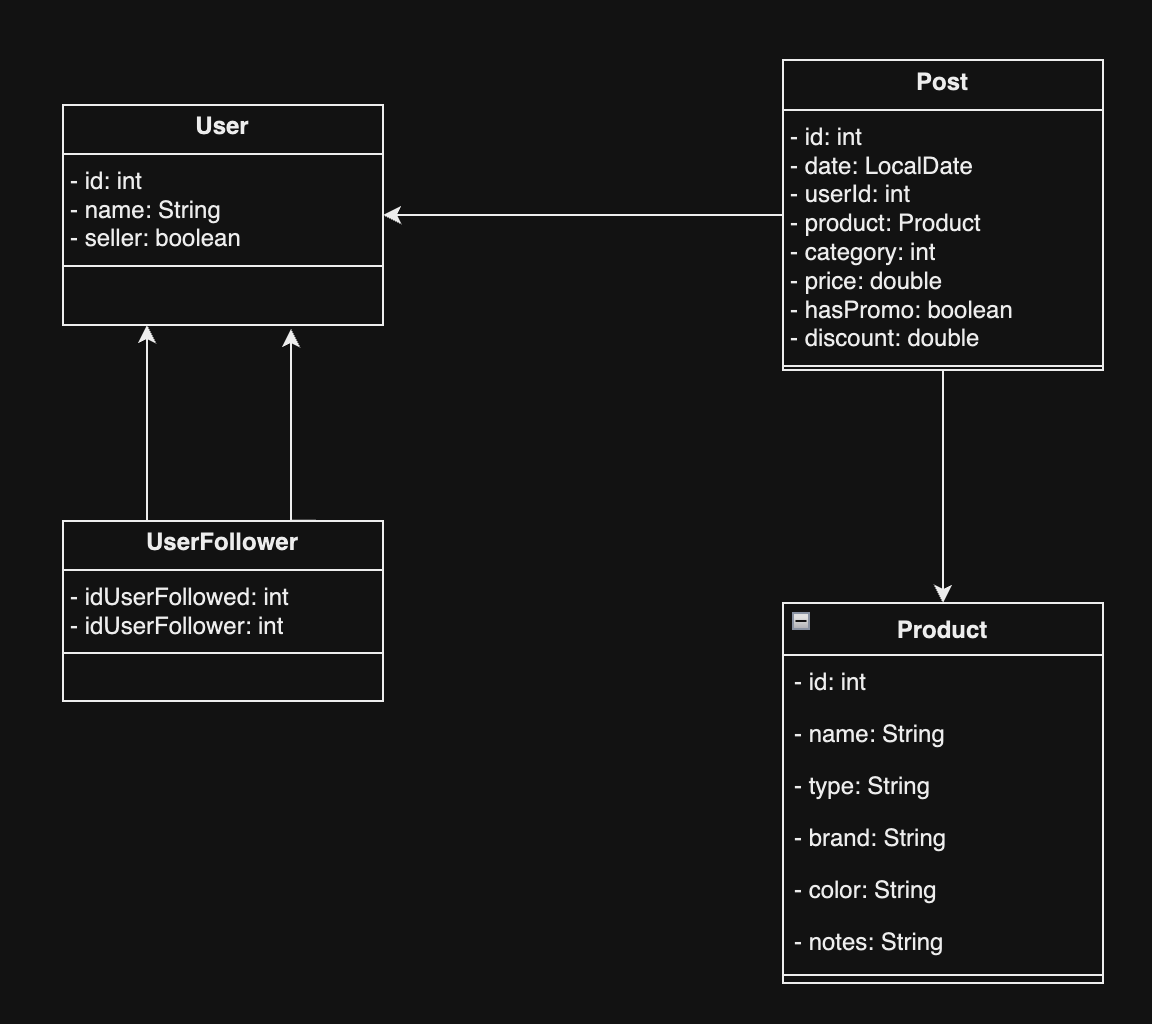 User
- id: int
- name: String
- seller: boolean
Post
- id: int
- date: LocalDate
- userId: int
- product: Product
- category: int
- price: double
- hasPromo: boolean
- discount: double
UserFollower
- idUserFollowed: int
- idUserFollower: int
Product
- id: int
- name: String
- type: String
- brand: String
- color: String
- notes: String